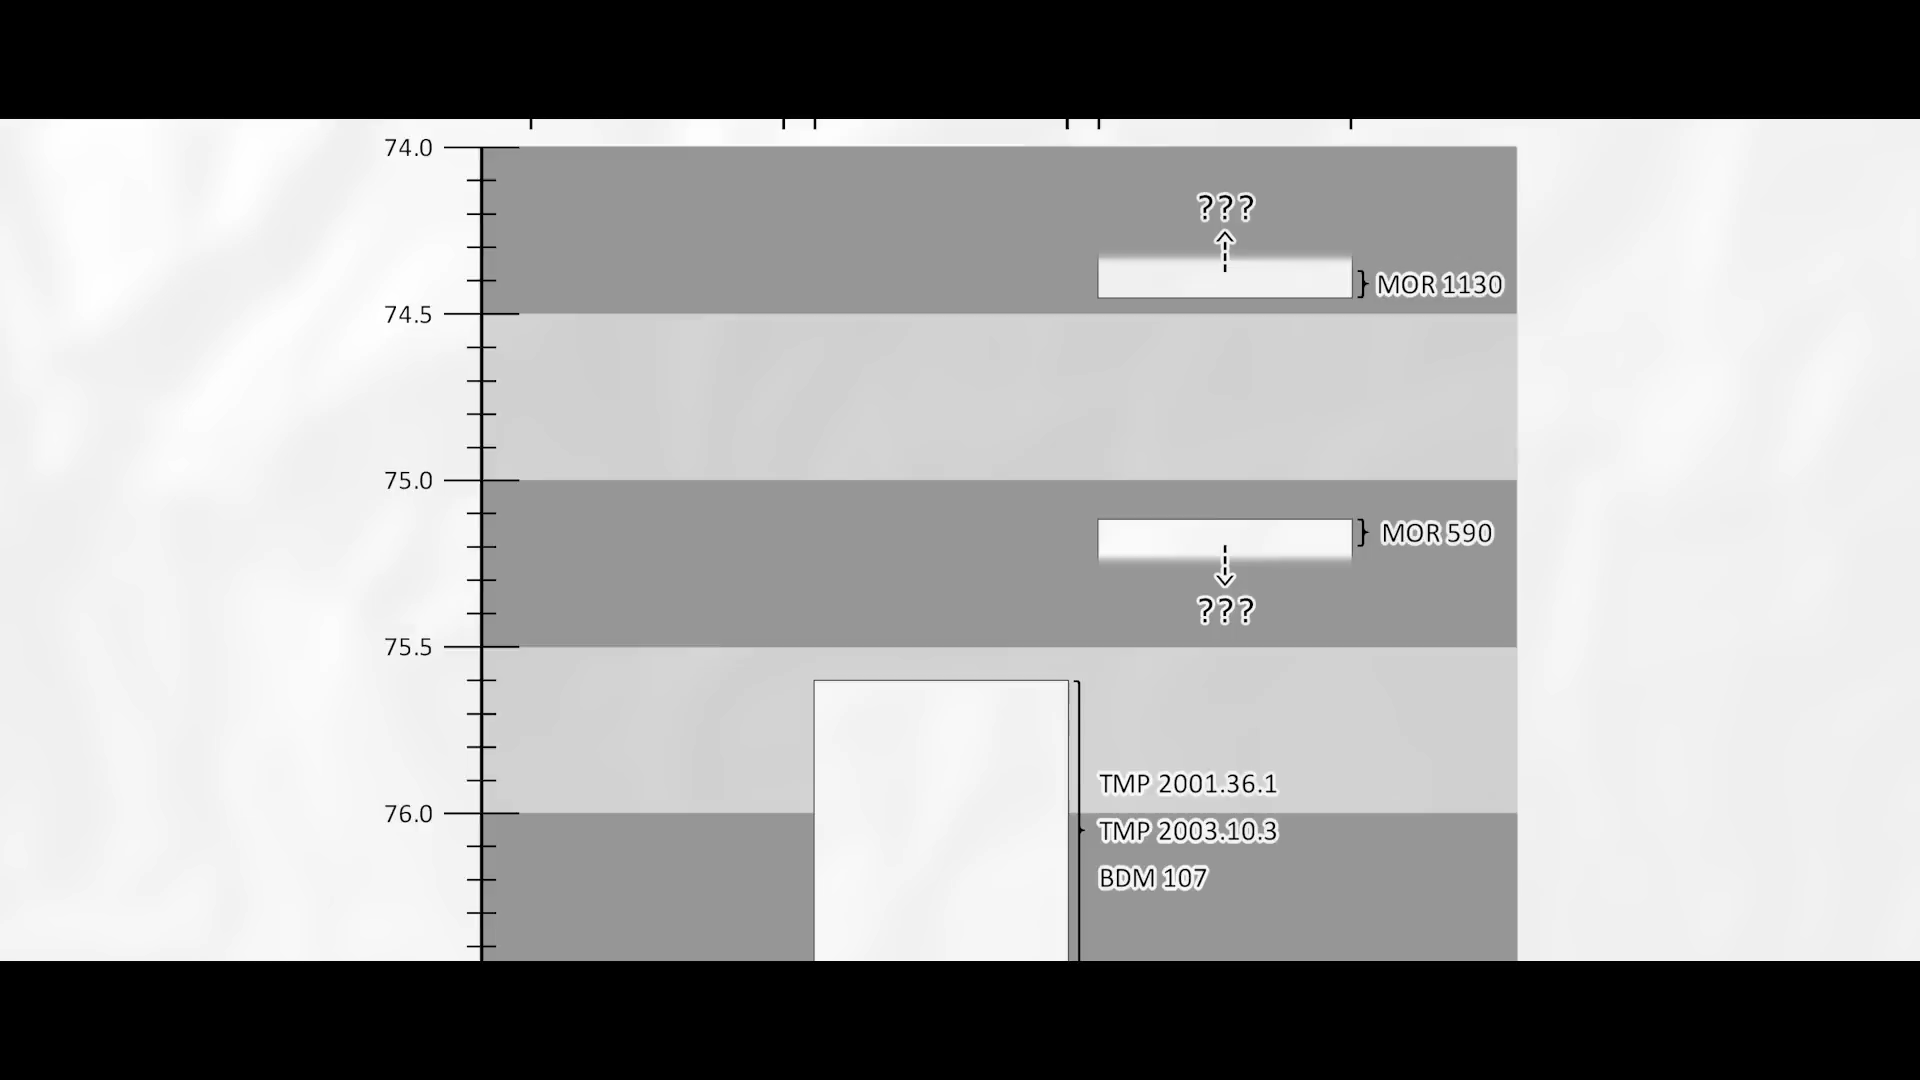 74.0
???
MOR 1130
74.5
75.0
MOR 590
???
75.5
TMP 2001.36.1
76.0
TMP 2003.10.3
BDM 107